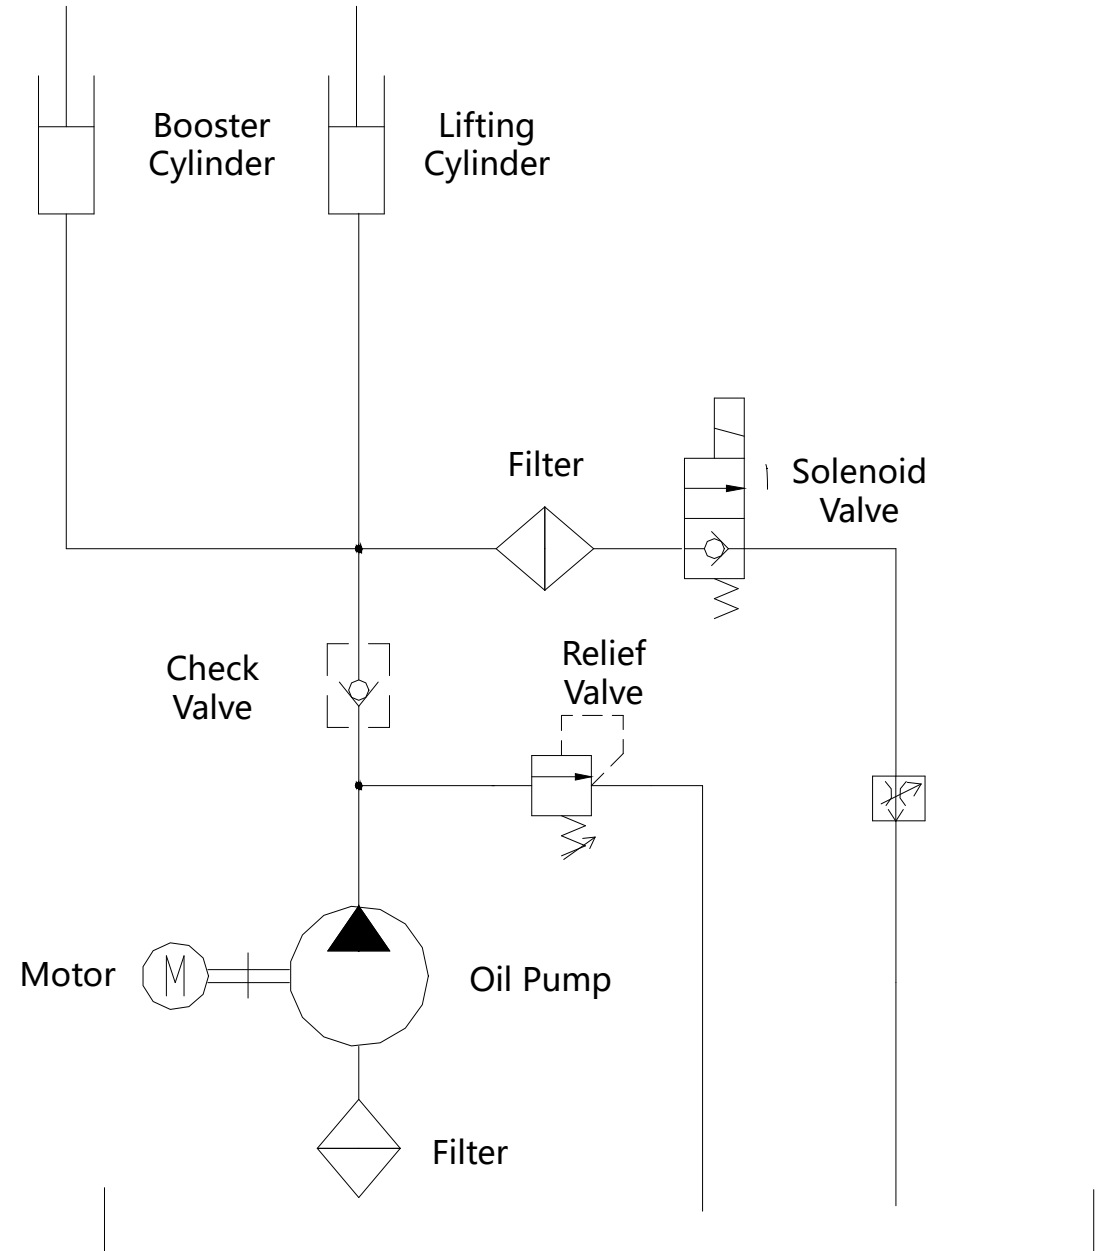 Booster
Cylinder
Lifting
Cylinder
Filter
Solenoid
Valve
Relief
Valve
Check
Valve
Motor
M
Oil Pump
Filter